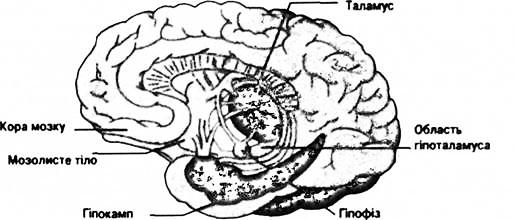 Таламус
Кора мозку
Мозолисте тіло
Область
гіпоталамуса
Гіпокамп
Гіпофіз